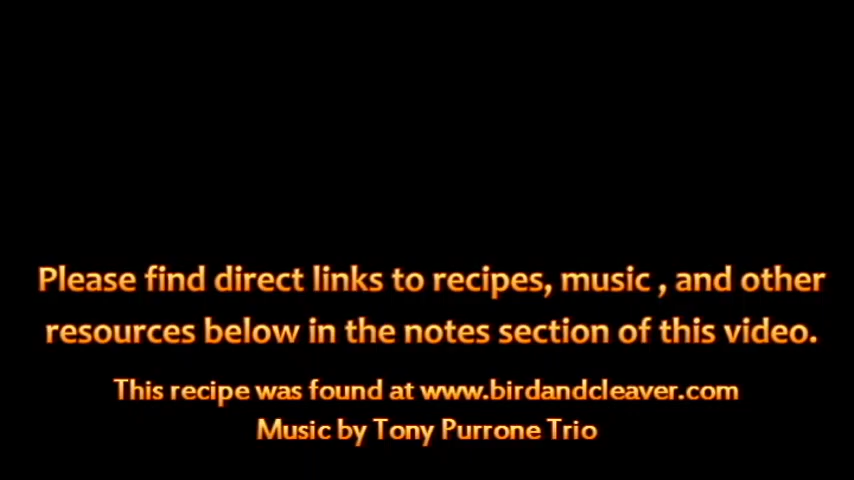 Please find direct links to recipes, music , and other
resources below in the notes section of this video.
This recipe was found at www.birdandcleaver.com
Music by Tony Purrone Trio